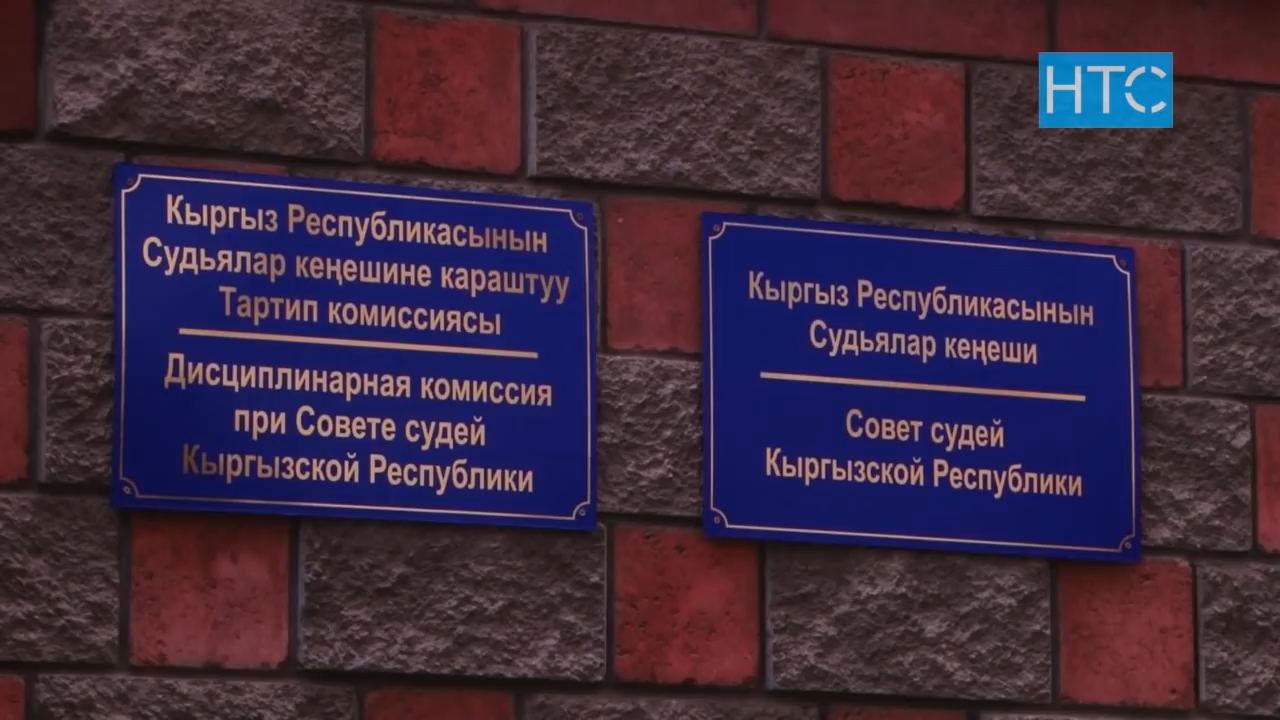 НТС
Кыргыз Республикасынын
Судьялар кеңешине караштуу
Тартип комиссиясы
Дисциплинарная комиссия
при Совете судей
Кыргызской Республики
Кыргыз Республикасынын
Судьялар кеңеши
Совет судей
Кыргызской Республики